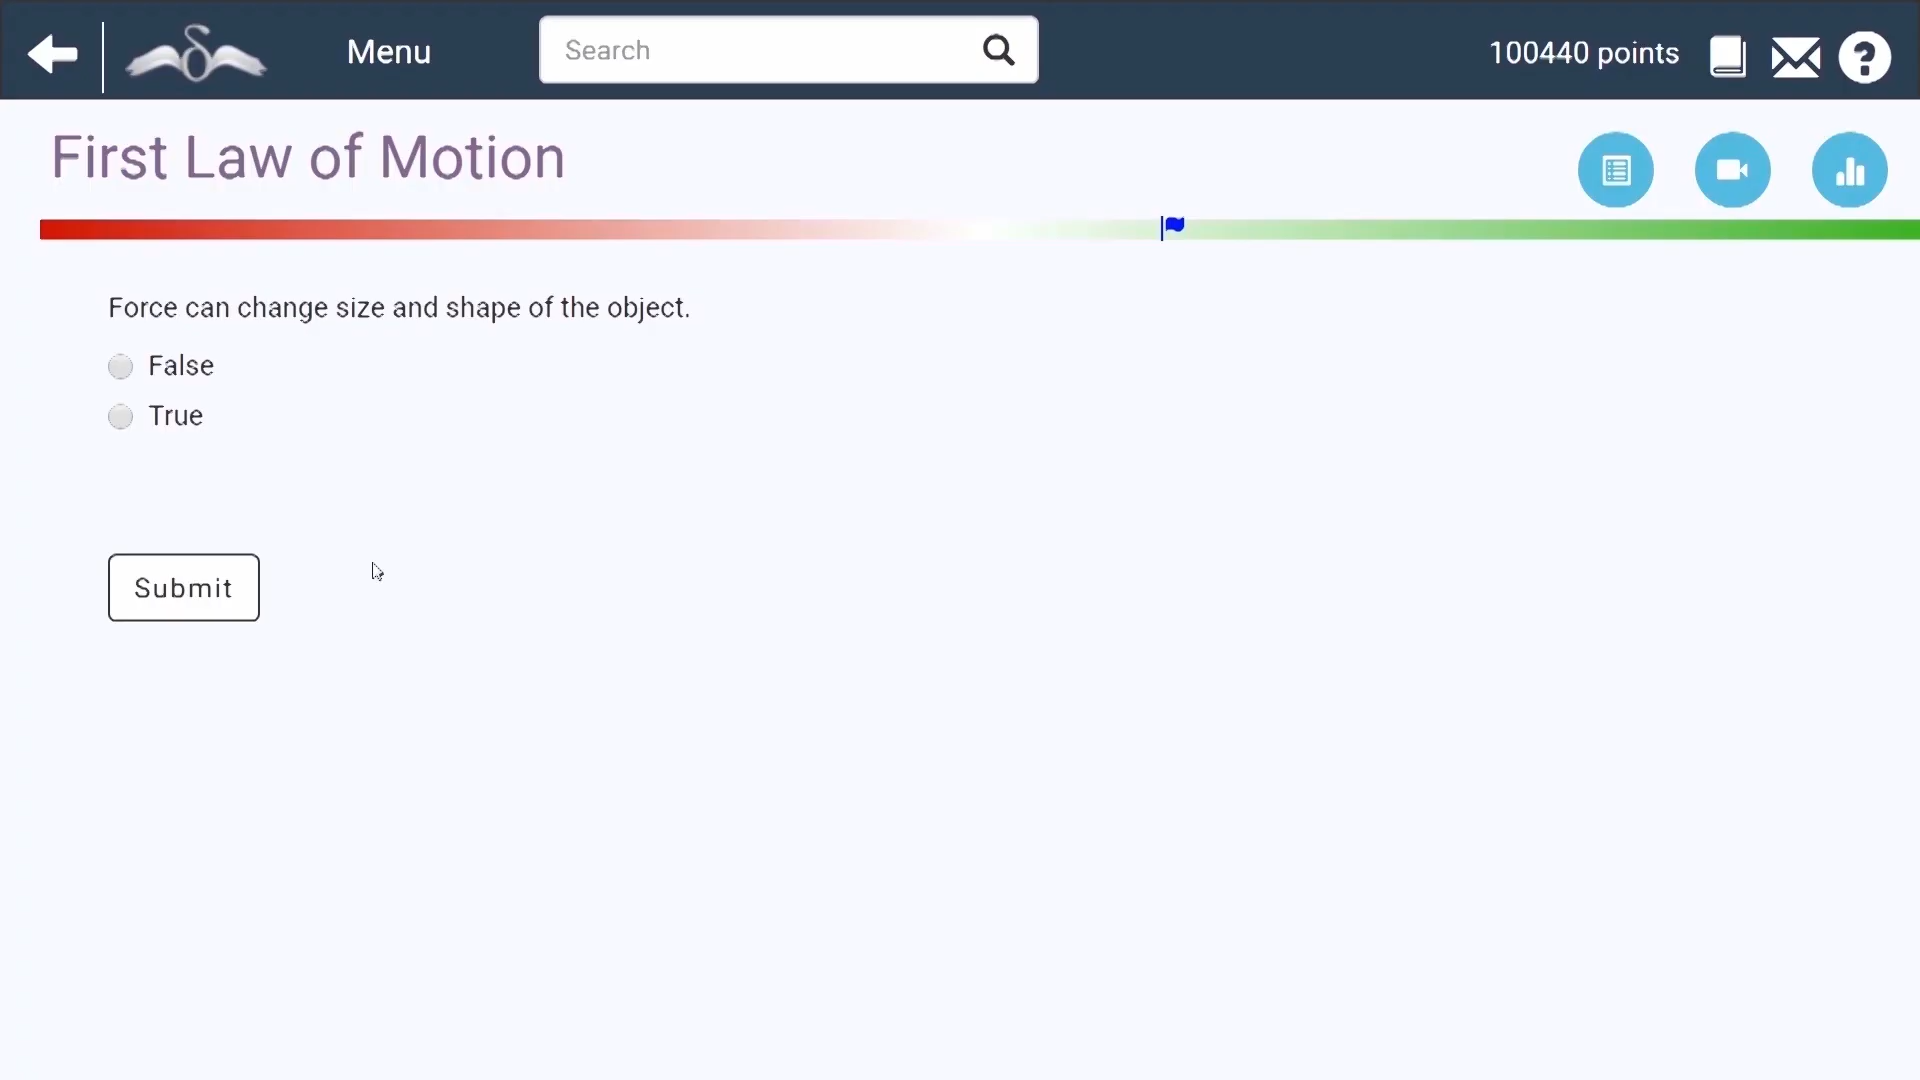 Menu
Search
100440 points
First Law of Motion
Force can change size and shape of the object.
False
True
Submit